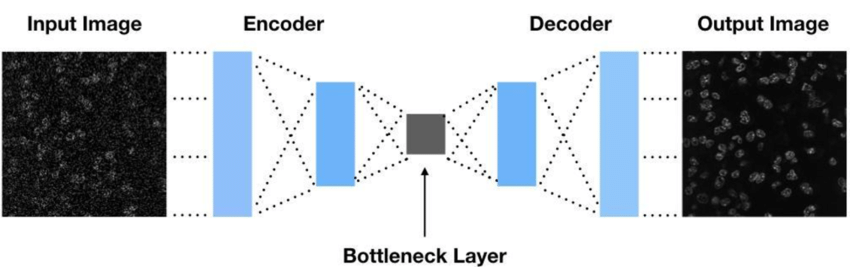 Input Image
Encoder
Decoder
Output Image
Bottleneck Layer